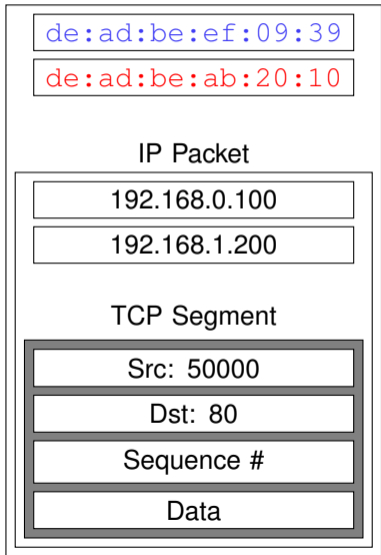 de:ad:be:ef:09:39
de:ad:be:ab:20:10
IP Packet
192.168.0.100
192.168.1.200
TCP Segment
Src: 50000
Dst: 80
Sequence #
Data